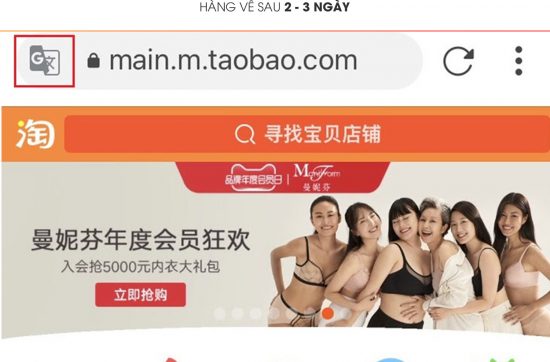 HÀNG VỀ SAU 2 - 3 NGÀY
G文 main.m.taobao.com
淘 寻找宝贝店铺
品牌年度会员日 | ManiForm
曼妮芬
曼妮芬年度会员狂欢
入会抢5000元内衣大礼包
立即抢购